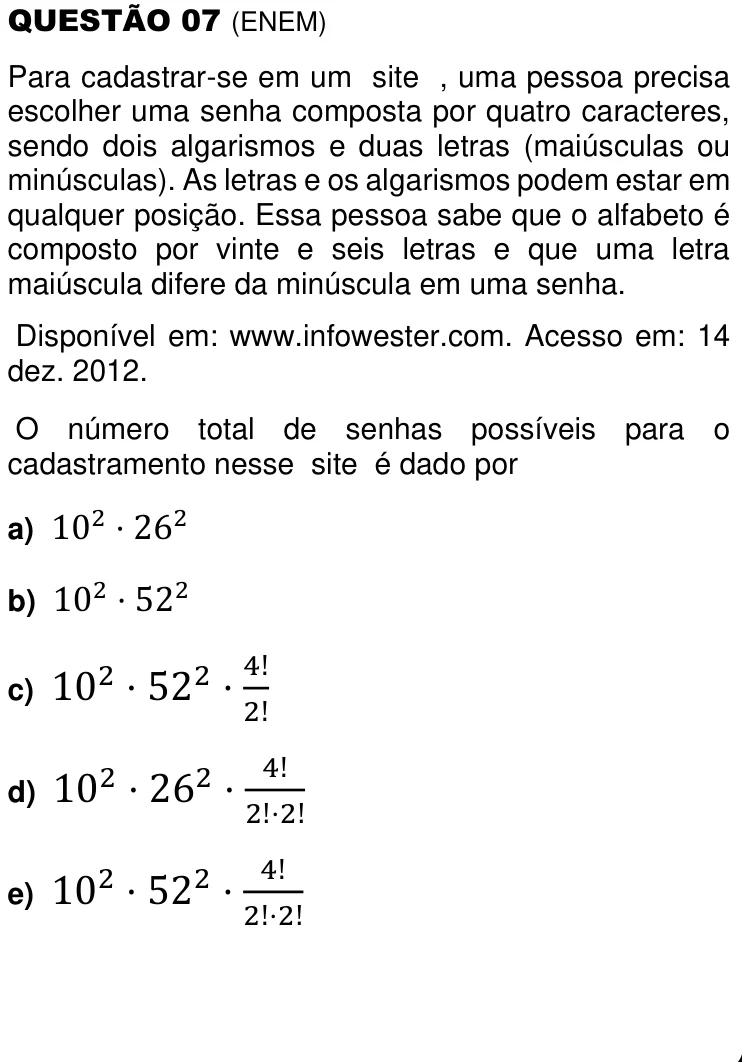 QUESTÃO 07 (ENEM)
Para cadastrar-se em um site , uma pessoa precisa
escolher uma senha composta por quatro caracteres,
sendo dois algarismos e duas letras (maiúsculas ou
minúsculas). As letras e os algarismos podem estar em
qualquer posição. Essa pessoa sabe que o alfabeto é
composto por vinte e seis letras e que uma letra
maiúscula difere da minúscula em uma senha.
Disponível em: www.infowester.com. Acesso em: 14
dez. 2012.
O número total de senhas possíveis para o
cadastramento nesse site é dado por
a) 10² · 26²
b) 10² · 52²
c) 10² · 52² · 4!/2!
d) 10² · 26² · 4!/2!·2!
e) 10² · 52² · 4!/2!·2!